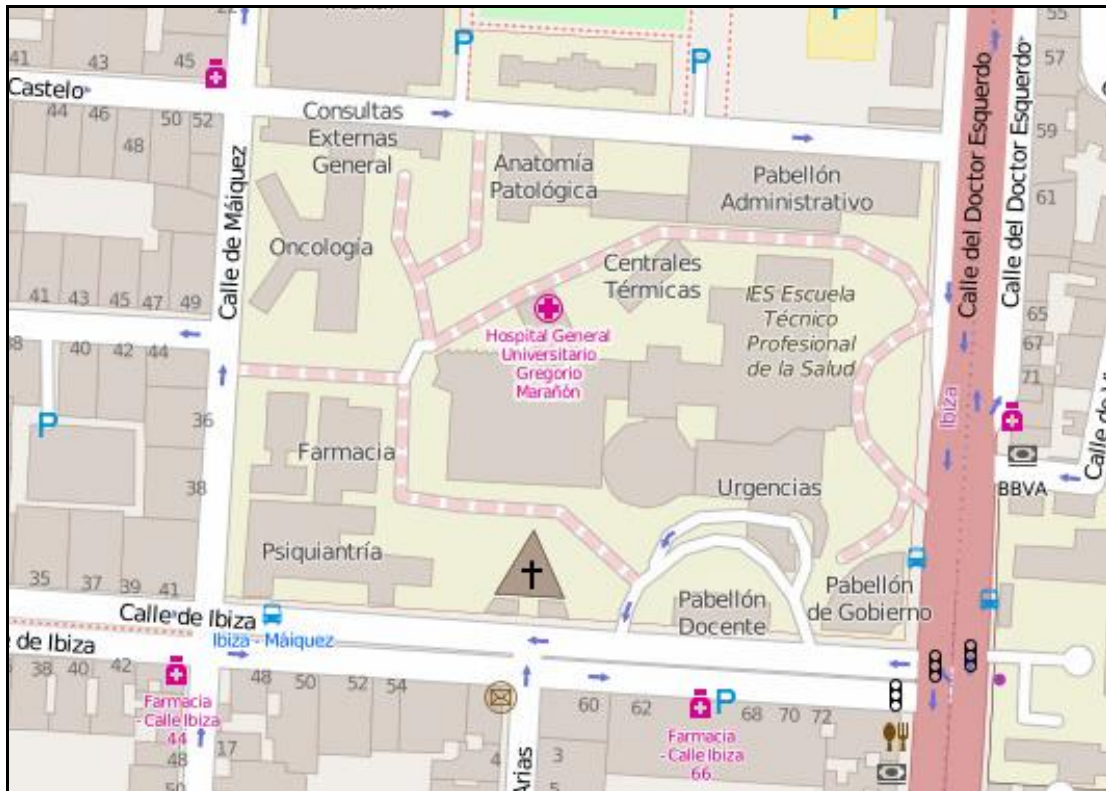 22
55
P
P
P
41
43
45
57
Castelo
44
46
48
50
52
Consultas
Externas
General
Anatomía
Patológica
Pabellón
Administrativo
59
61
Calle de Máiquez
Oncología
Centrales
Térmicas
IES Escuela
Técnico
Profesional
de la Salud
Calle del Doctor Esquerdo
Calle del Doctor Esquerdo
41
43
45
47
49
Hospital General
Universitario
Gregorio
Marañón
65
67
71
40
42
44
Ibiza
P
36
38
Farmacia
Urgencias
BBVA
Psiquiantría
35
37
39
41
Calle de Ibiza
Ibiza - Máiquez
Pabellón
Docente
Pabellón
de Gobierno
e de Ibiza
38
40
42
48
50
52
54
60
62
P
68
70
72
Farmacia
- Calle Ibiza
44
Farmacia
- Calle Ibiza
66
48
17
4
Arias
3